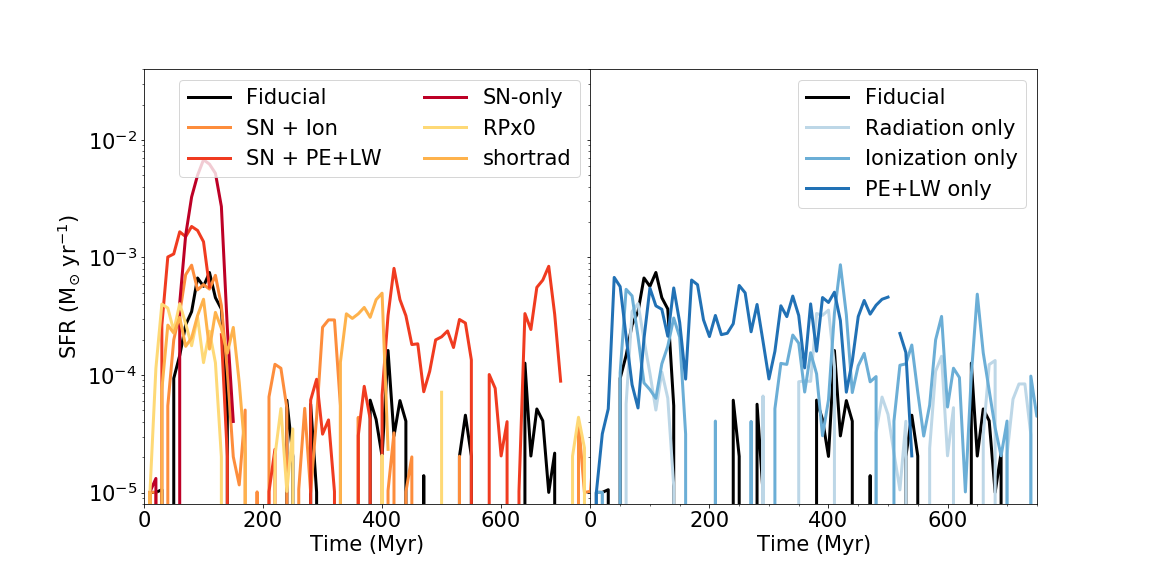 Fiducial
SN + Ion
SN + PE+LW
SN-only
RPx0
shortrad
Fiducial
Radiation only
Ionization only
PE+LW only
SFR (M⊙ yr⁻¹)
10⁻²
10⁻³
10⁻⁴
10⁻⁵
0 200 400 600 0 200 400 600
Time (Myr) Time (Myr)